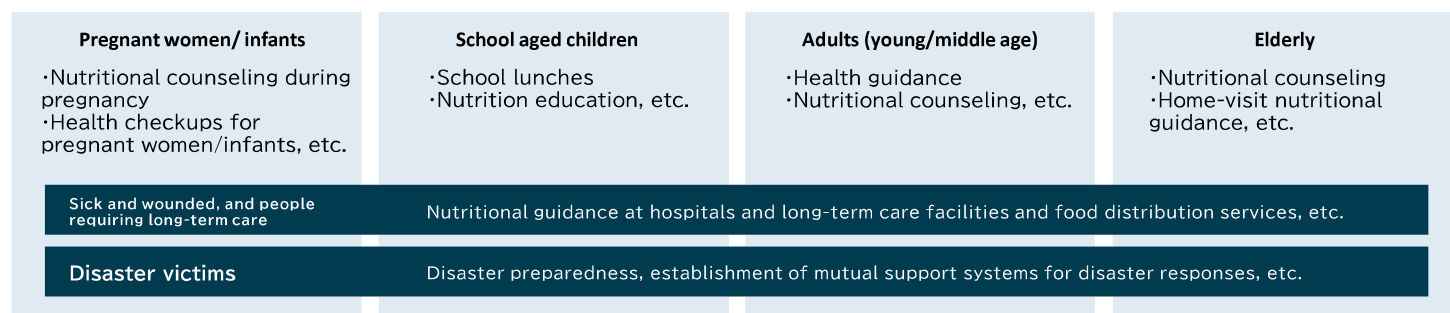 Pregnant women/ infants
・Nutritional counseling during
pregnancy
・Health checkups for
pregnant women/infants, etc.
School aged children
・School lunches
・Nutrition education, etc.
Adults (young/middle age)
・Health guidance
・Nutritional counseling, etc.
Elderly
・Nutritional counseling
・Home-visit nutritional
guidance, etc.
Sick and wounded, and people
requiring long-term care
Nutritional guidance at hospitals and long-term care facilities and food distribution services, etc.
Disaster victims
Disaster preparedness, establishment of mutual support systems for disaster responses, etc.